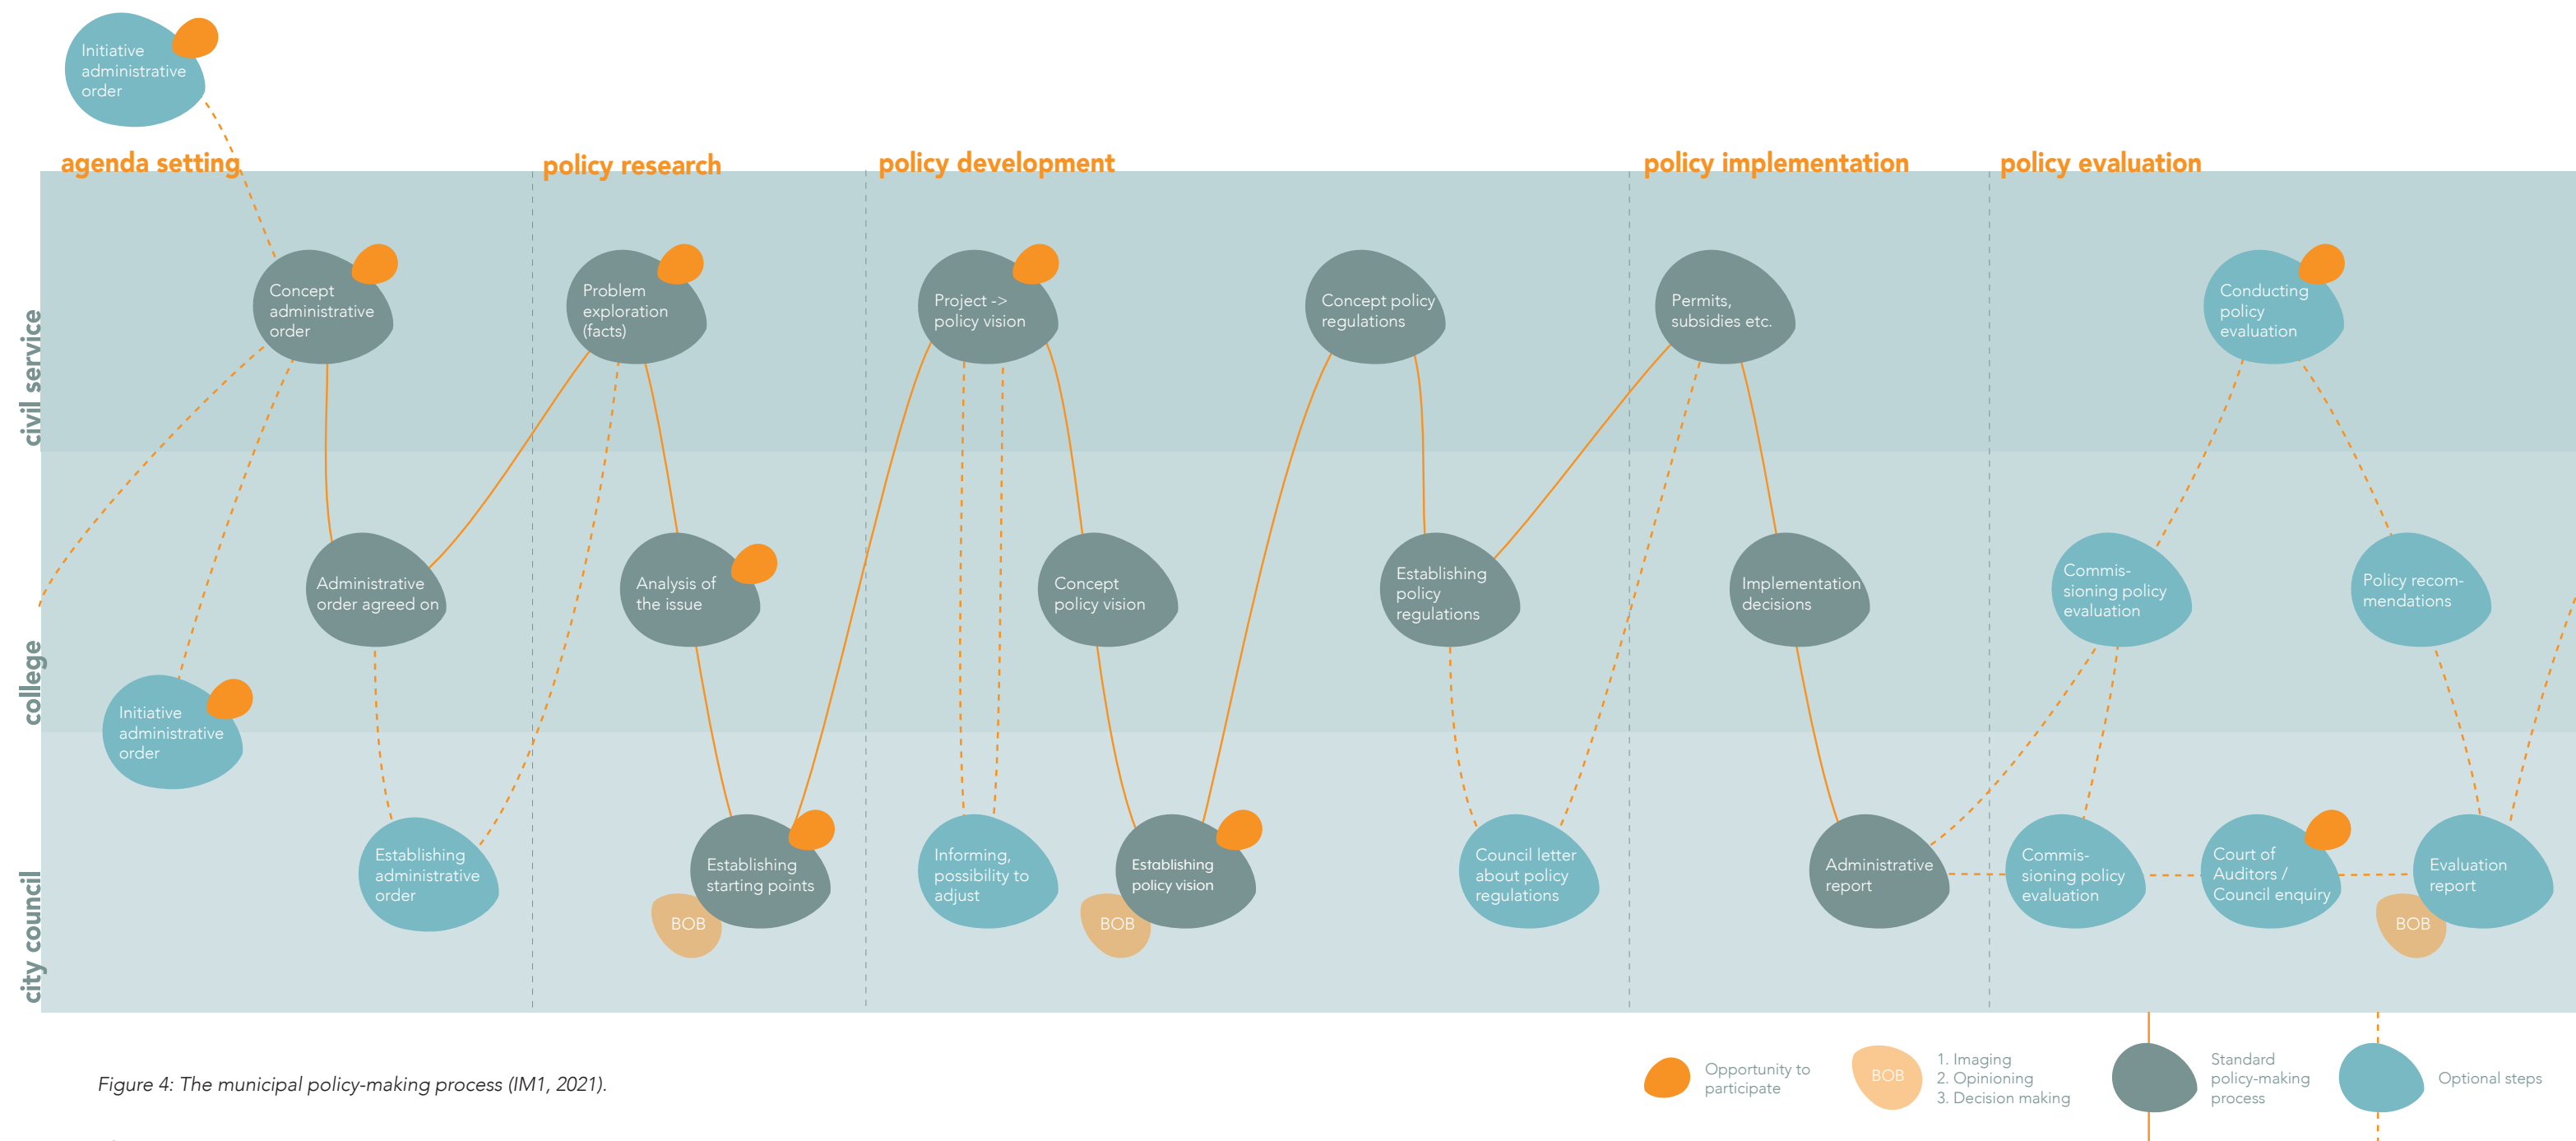 Initiative
administrative
order
agenda setting
policy research
policy development
policy implementation
policy evaluation
civil service
Concept
administrative
order
Problem
exploration
(facts)
Project ->
policy vision
Concept policy
regulations
Permits,
subsidies etc.
Conducting
policy
evaluation
college
Administrative
order agreed on
Analysis of
the issue
Concept
policy vision
Establishing
policy
regulations
Implementation
decisions
Commis-
sioning policy
evaluation
Policy recom-
mendations
Initiative
administrative
order
city council
Establishing
administrative
order
Establishing
starting points
BOB
Informing,
possibility to
adjust
Establishing
policy vision
BOB
Council letter
about policy
regulations
Administrative
report
Commis-
sioning policy
evaluation
Court of
Auditors /
Council enquiry
Evaluation
report
BOB
Figure 4: The municipal policy-making process (IM1, 2021).
Opportunity to
participate
BOB
1. Imaging
2. Opinioning
3. Decision making
Standard
policy-making
process
Optional steps